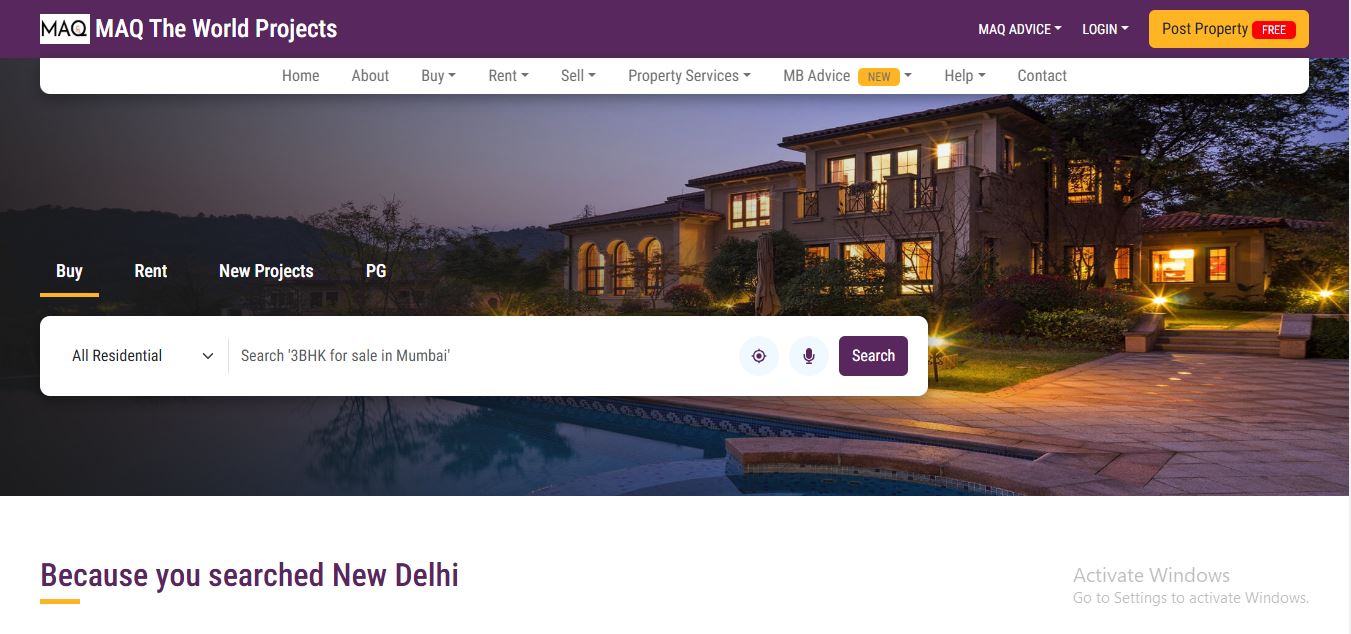 MAQ MAQ The World Projects MAQ ADVICE LOGIN Post Property FREE
Home About Buy Rent Sell Property Services MB Advice NEW Help Contact
Buy Rent New Projects PG
All Residential Search '3BHK for sale in Mumbai' Search
Because you searched New Delhi
Activate Windows
Go to Settings to activate Windows.